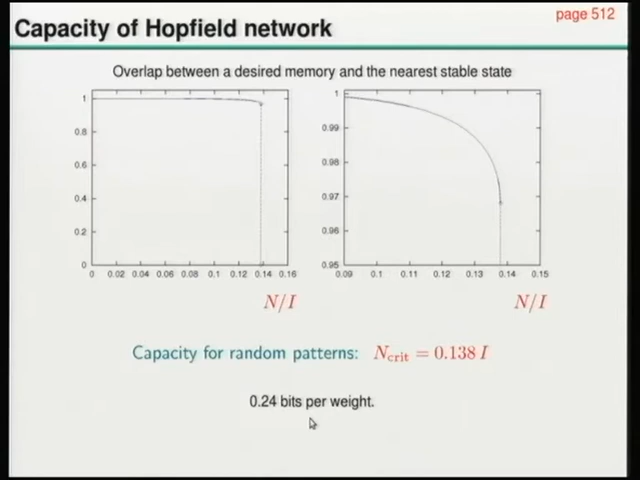 page 512
Capacity of Hopfield network
Overlap between a desired memory and the nearest stable state
1
0.8
0.6
0.4
0.2
0
0 0.02 0.04 0.06 0.08 0.1 0.12 0.14 0.16
N/I
1
0.99
0.98
0.97
0.96
0.95
0.09 0.1 0.11 0.12 0.13 0.14 0.15
N/I
Capacity for random patterns: N_crit = 0.138 I
0.24 bits per weight.